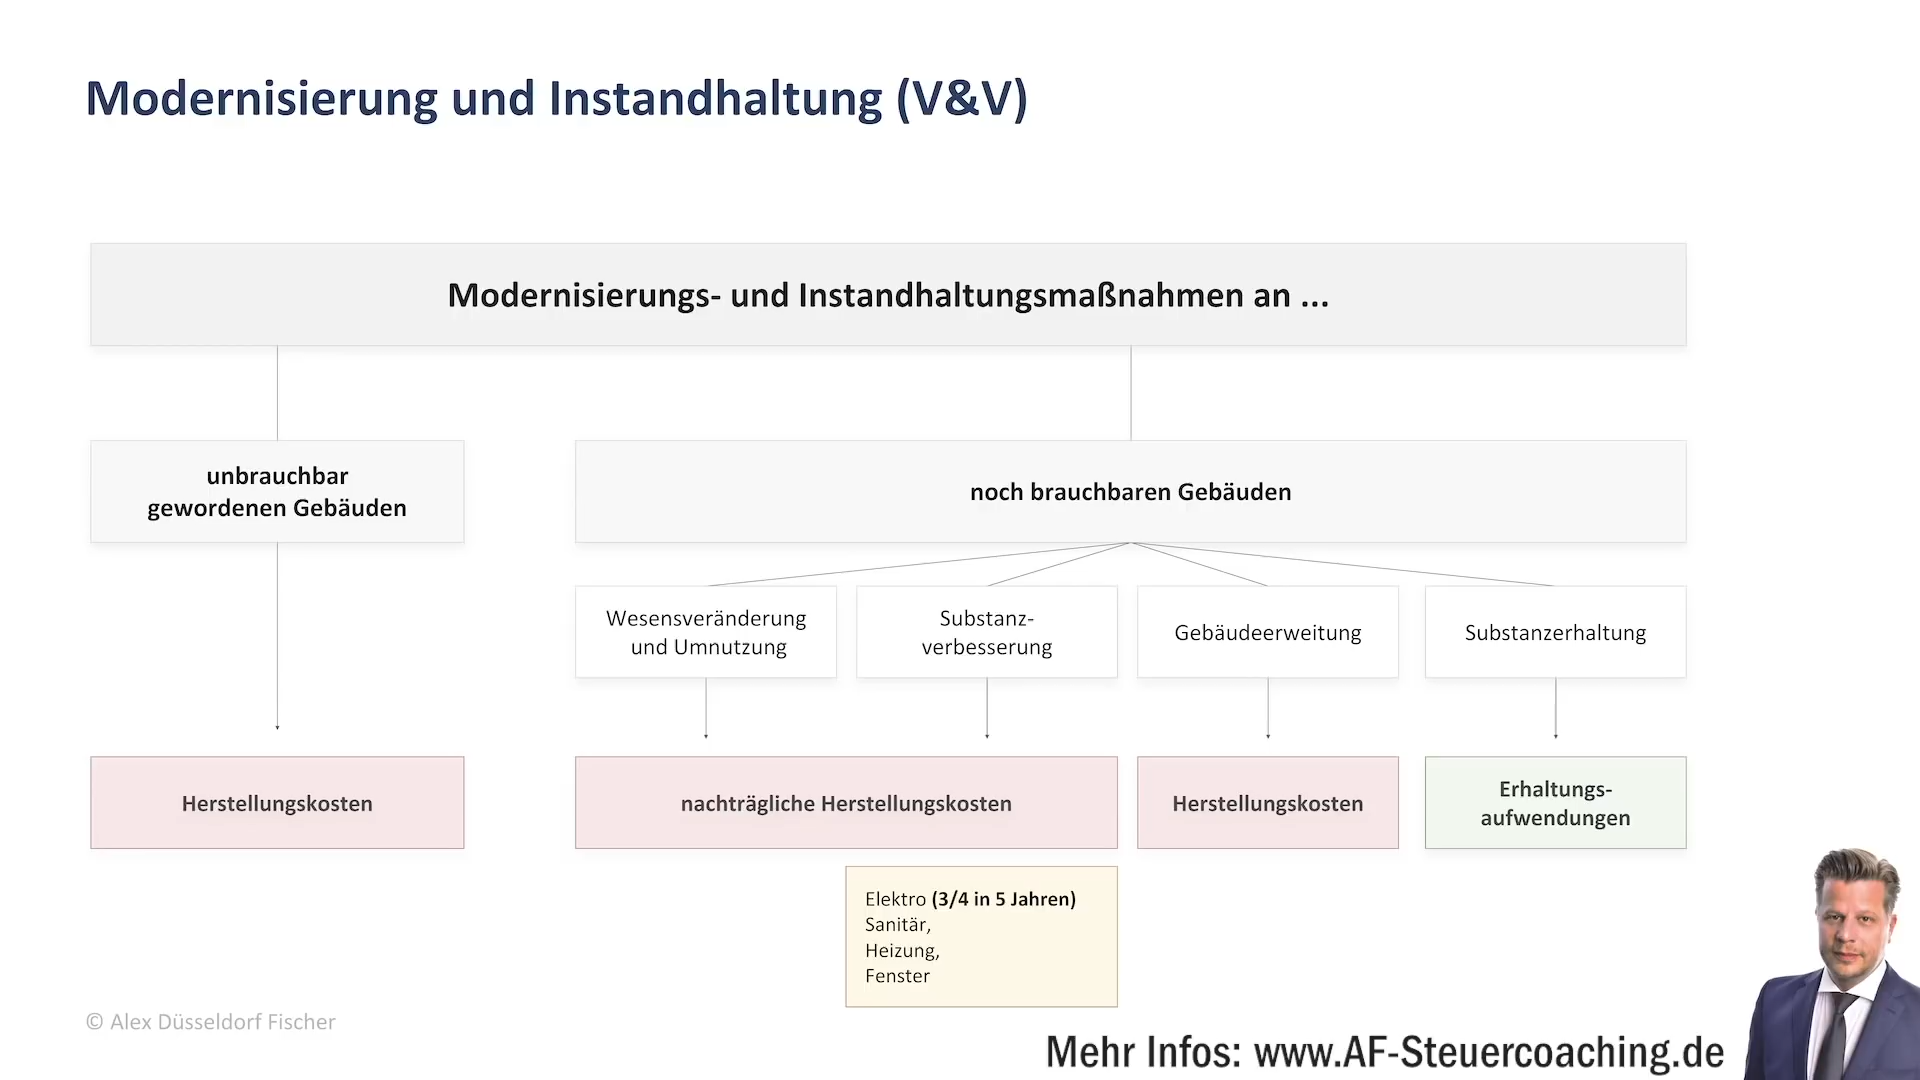 Modernisierung und Instandhaltung (V&V)
Modernisierungs- und Instandhaltungsmaßnahmen an ...
unbrauchbar
gewordenen Gebäuden
noch brauchbaren Gebäuden
Wesensveränderung
und Umnutzung
Substanz-
verbesserung
Gebäudeerweitung
Substanzerhaltung
Herstellungskosten
nachträgliche Herstellungskosten
Herstellungskosten
Erhaltungs-
aufwendungen
Elektro (3/4 in 5 Jahren)
Sanitär,
Heizung,
Fenster
© Alex Düsseldorf Fischer
Mehr Infos: www.AF-Steuercoaching.de